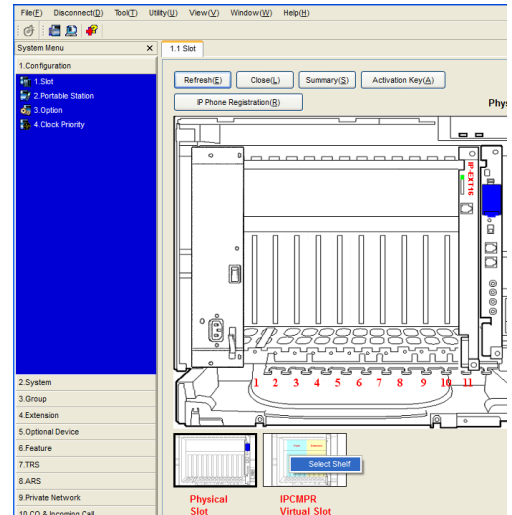 File(F) Disconnect(D) Tool(T) Utility(U) View(V) Window(W) Help(H)
System Menu X
1.1 Slot
1.Configuration
1.Slot
2.Portable Station
3.Option
4.Clock Priority
Refresh(E) Close(L) Summary(S) Activation Key(A)
IP Phone Registration(R)
Phys
IP-EXT16
1 2 3 4 5 6 7 8 9 10 11
2.System
3.Group
4.Extension
5.Optional Device
6.Feature
7.TRS
8.ARS
9.Private Network
10.CO & Incoming Call
Select Shelf
Physical
Slot
IPCMPR
Virtual Slot